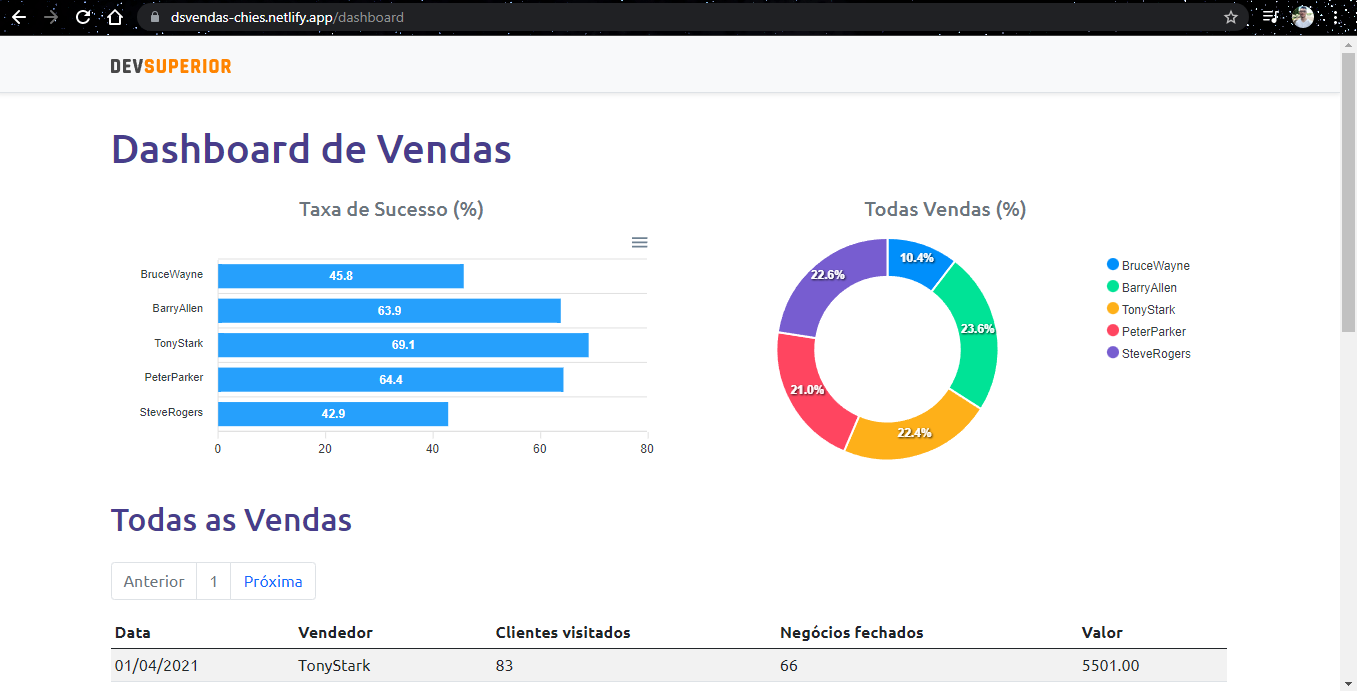 dsvendas-chies.netlify.app/dashboard
DEVSUPERIOR
Dashboard de Vendas
Taxa de Sucesso (%)
BruceWayne 45.8
BarryAllen 63.9
TonyStark 69.1
PeterParker 64.4
SteveRogers 42.9
0 20 40 60 80
Todas Vendas (%)
10.4%
23.6%
22.4%
21.0%
22.6%
BruceWayne
BarryAllen
TonyStark
PeterParker
SteveRogers
Todas as Vendas
Anterior 1 Próxima
Data Vendedor Clientes visitados Negócios fechados Valor
01/04/2021 TonyStark 83 66 5501.00